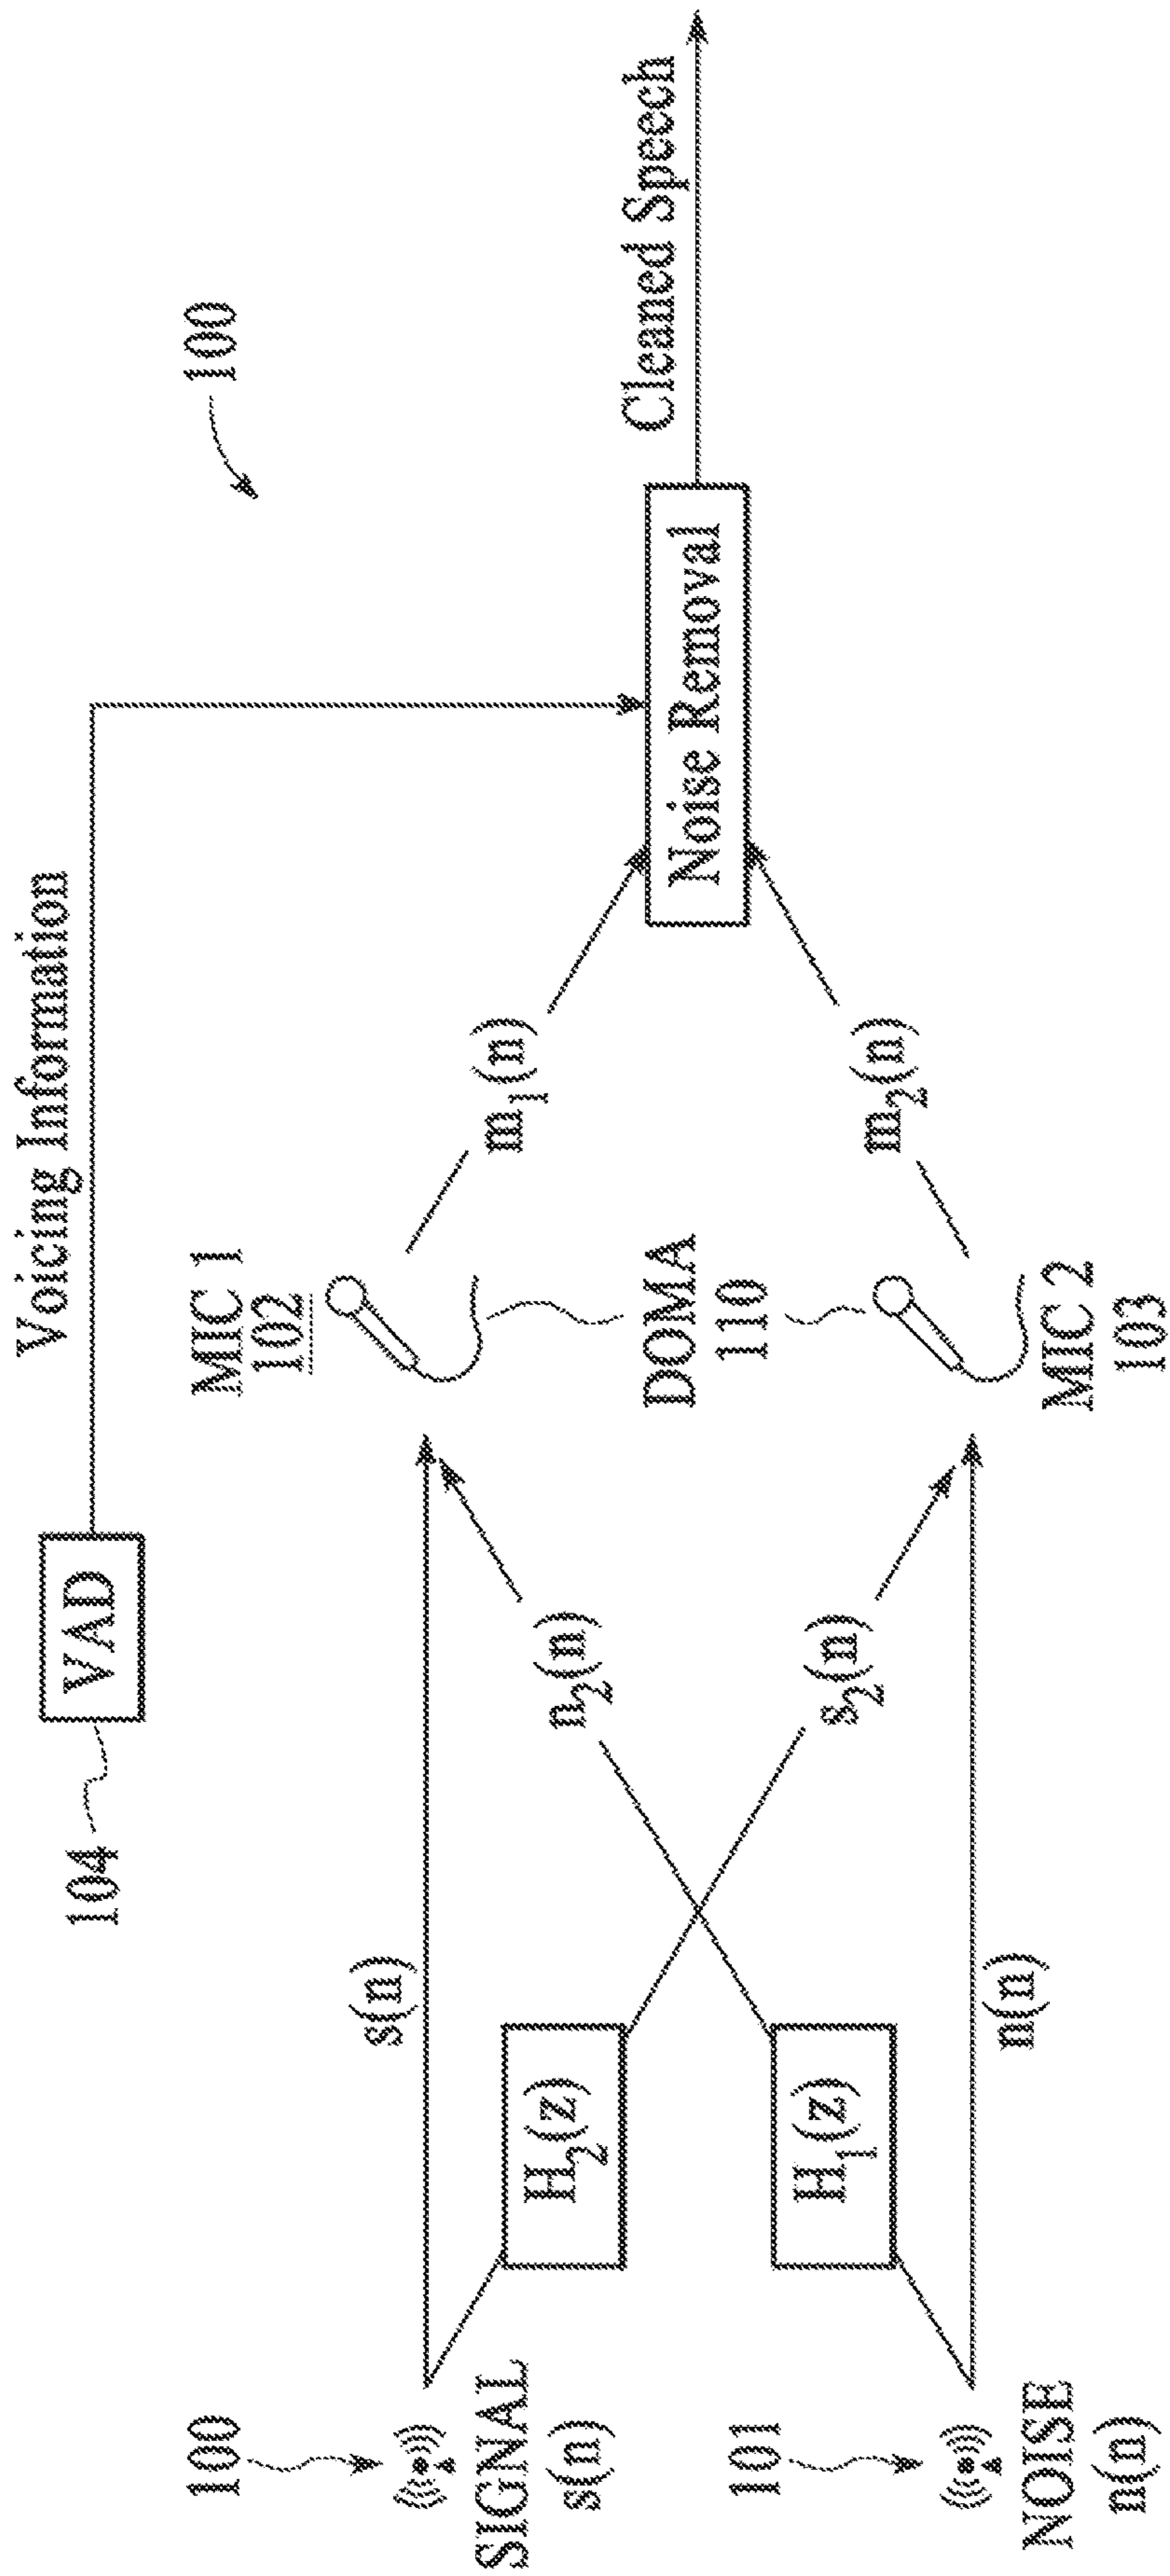 Voicing Information
VAD
104
100
MIC 1
102
s(n)
100
SIGNAL
s(n)
H₂(z)
n₂(n)
m₁(n)
DOMA
110
Noise Removal
Cleaned Speech
H₁(z)
s₂(n)
m₂(n)
101
NOISE
n(n)
n(n)
MIC 2
103